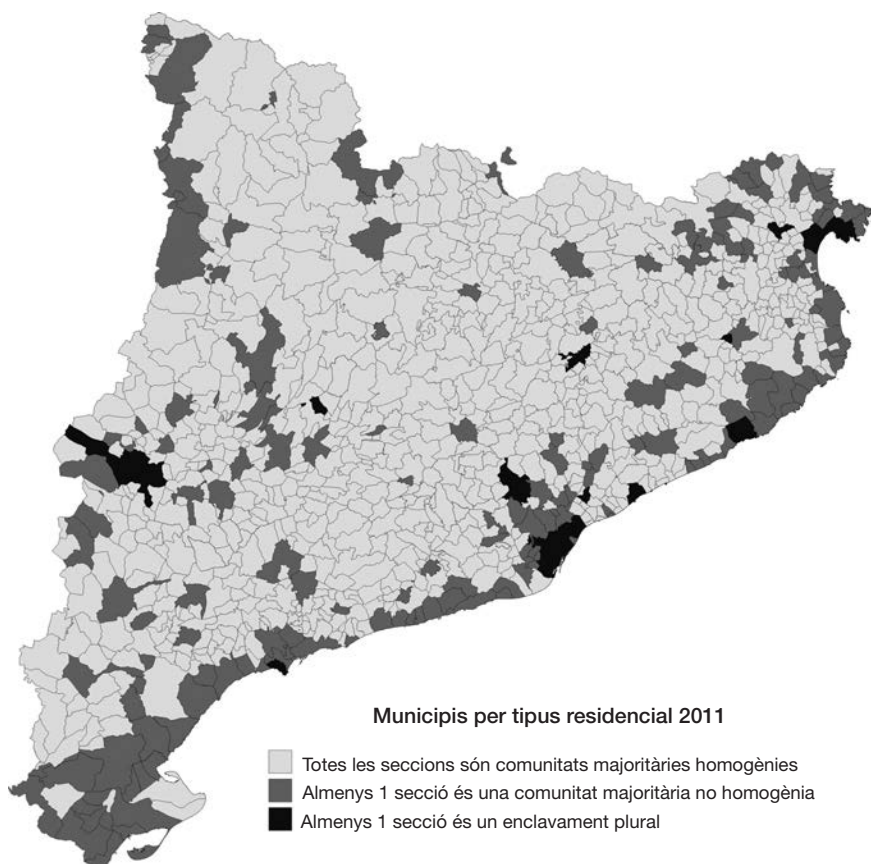 Municipis per tipus residencial 2011
Totes les seccions són comunitats majoritàries homogènies
Almenys 1 secció és una comunitat majoritària no homogènia
Almenys 1 secció és un enclavament plural